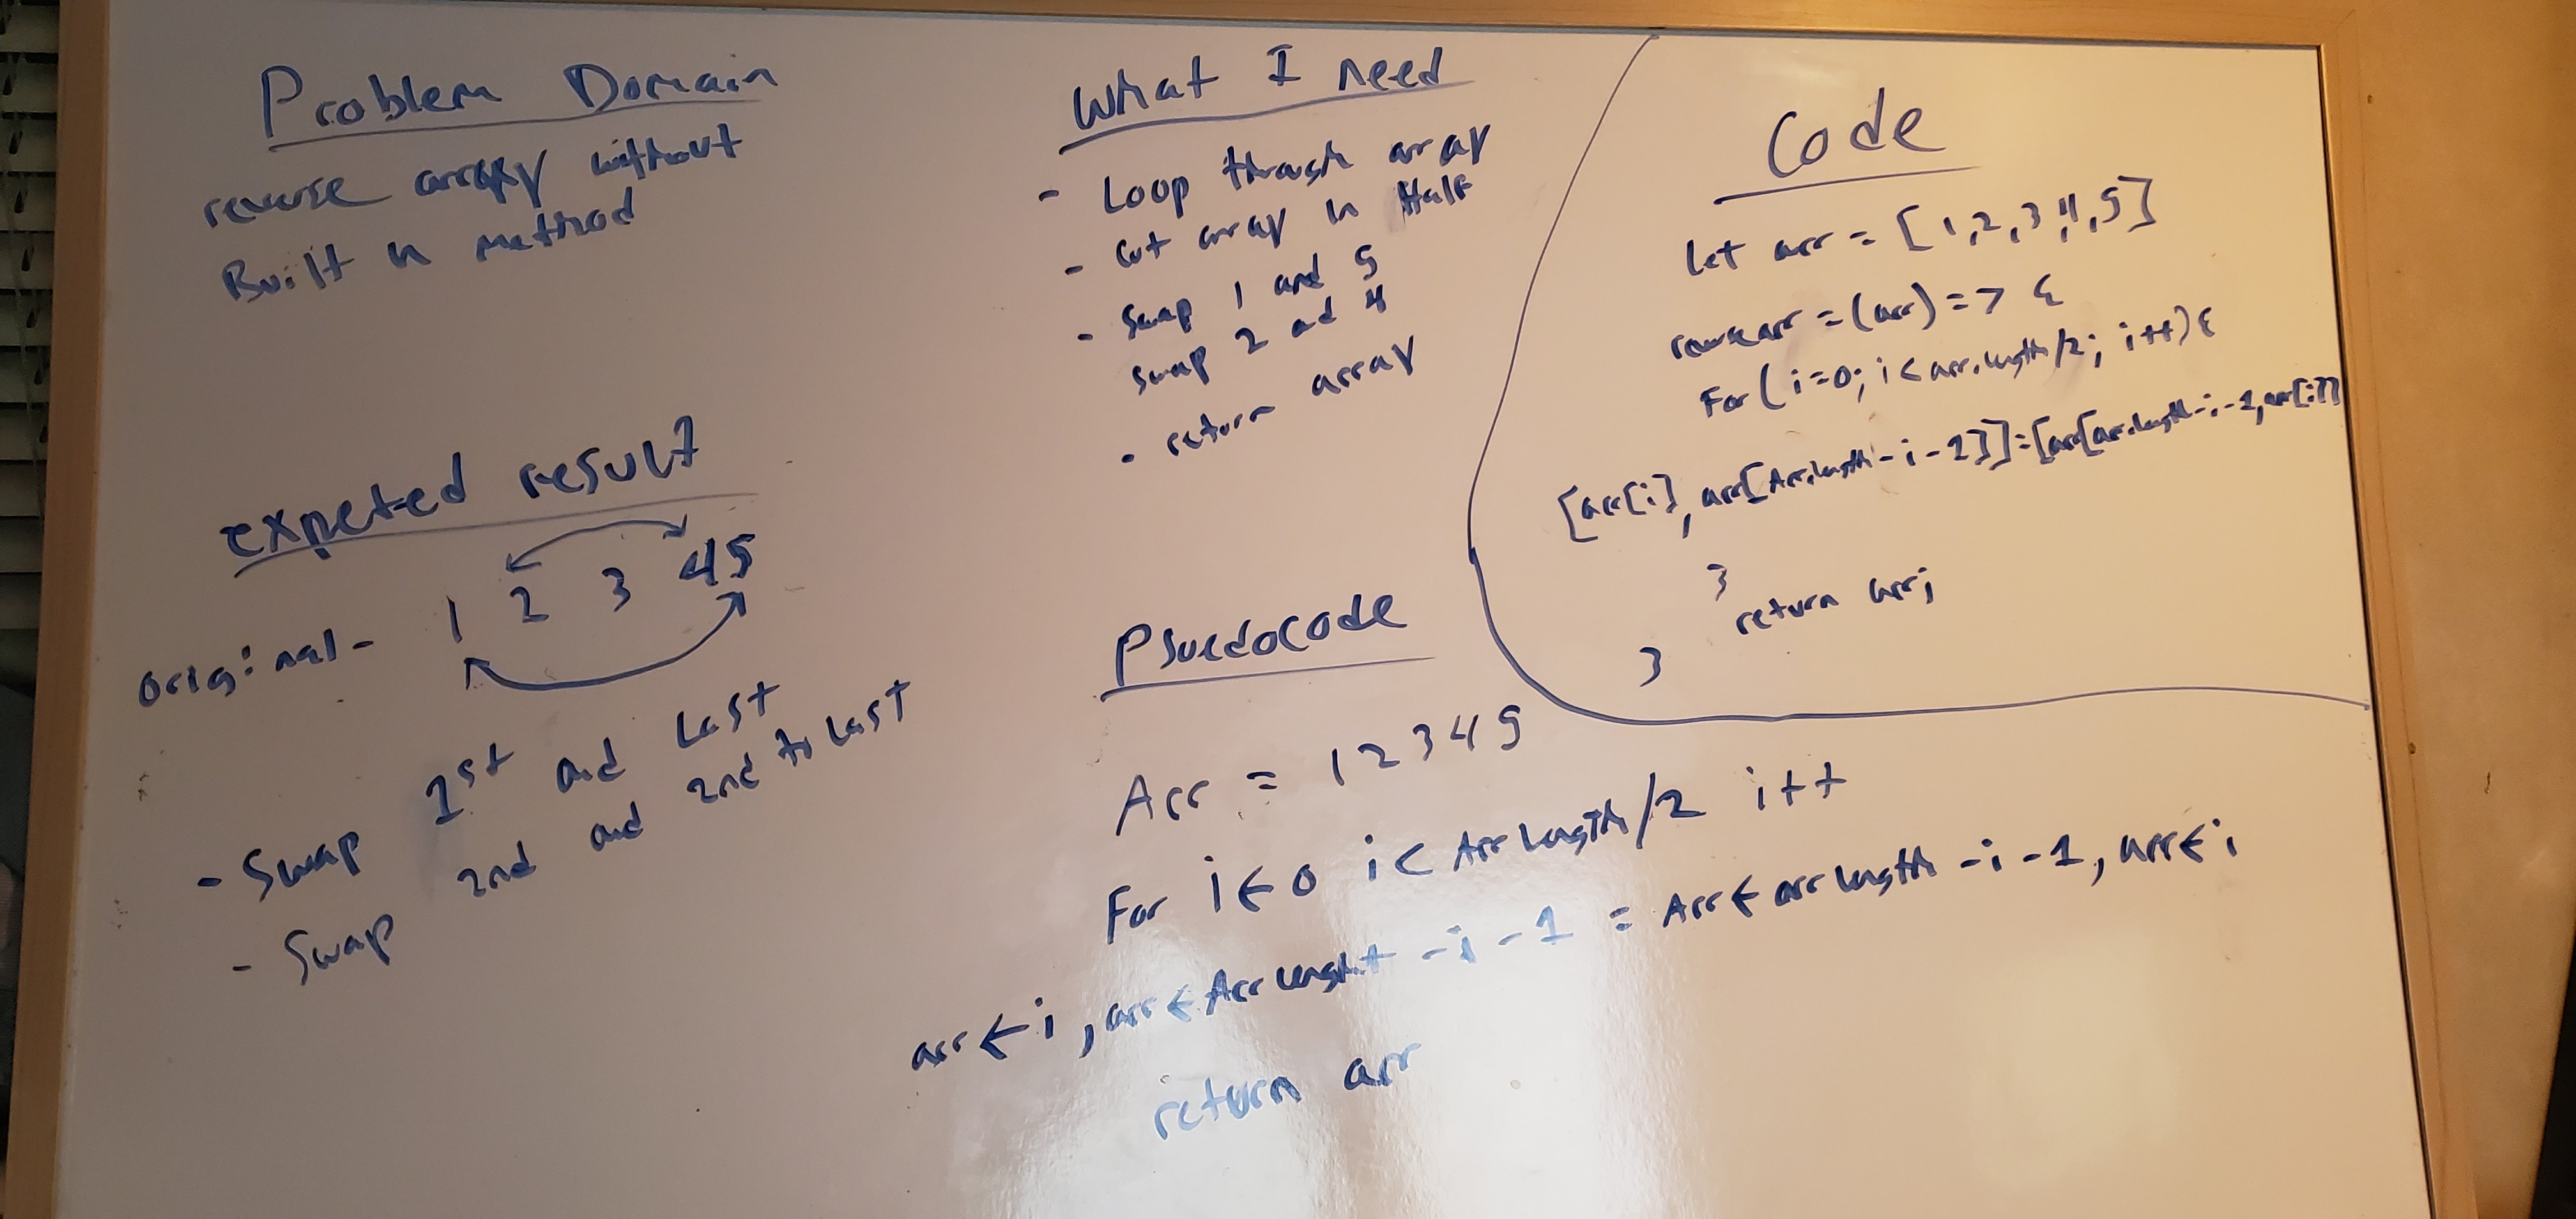 Problem Domain
reverse array without
Built in method
What I need
- Loop through array
- Cut array in Half
- Swap 1 and 5
swap 2 ad 4
- return array
Code
let arr = [1,2,3,4,5]
reversearr = (arr) => {
For (i=0; i<arr.length/2; i++){
[arr[i], arr[Arr.length-i-1]]=[arr[arr.length-i-1,arr[i]]
}
return arr;
}
expeted result
original - 1 2 3 4 5
- Swap 1st and Last
- Swap 2nd and 2nd to Last
Psuedocode
Arr = 1 2 3 4 5
For i ← 0 i < Arr length/2 i++
arr ← i, arr ← Arr lenght - i - 1 = Arr ← arr length - i - 1, arr ← i
return arr